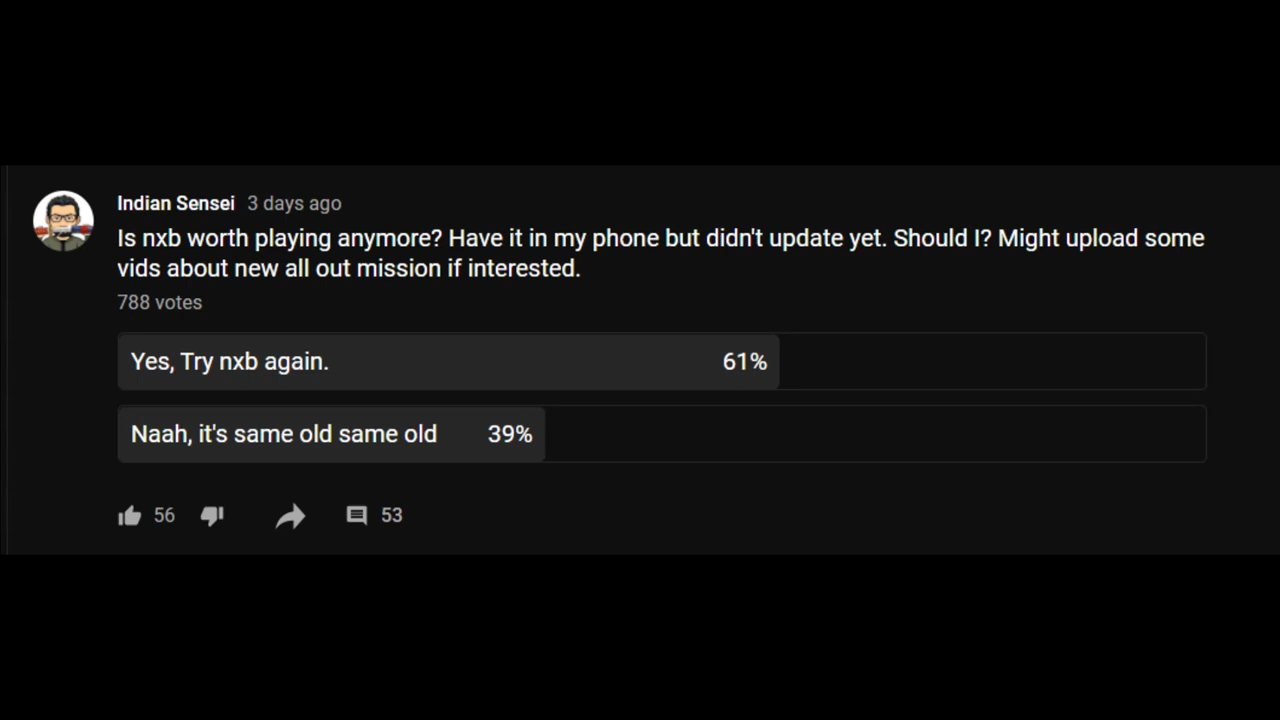 Indian Sensei 3 days ago
Is nxb worth playing anymore? Have it in my phone but didn't update yet. Should I? Might upload some
vids about new all out mission if interested.
788 votes
Yes, Try nxb again. 61%
Naah, it's same old same old 39%
56 53